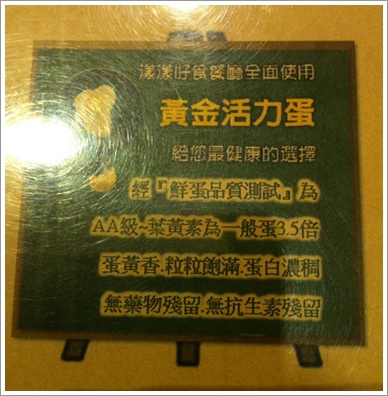 漾漾好食餐廳全面使用
黃金活力蛋
給您最健康的選擇
經『鮮蛋品質測試』為
AA級~葉黃素為一般蛋3.5倍
蛋黃香.粒粒飽滿.蛋白濃稠
無藥物殘留.無抗生素殘留